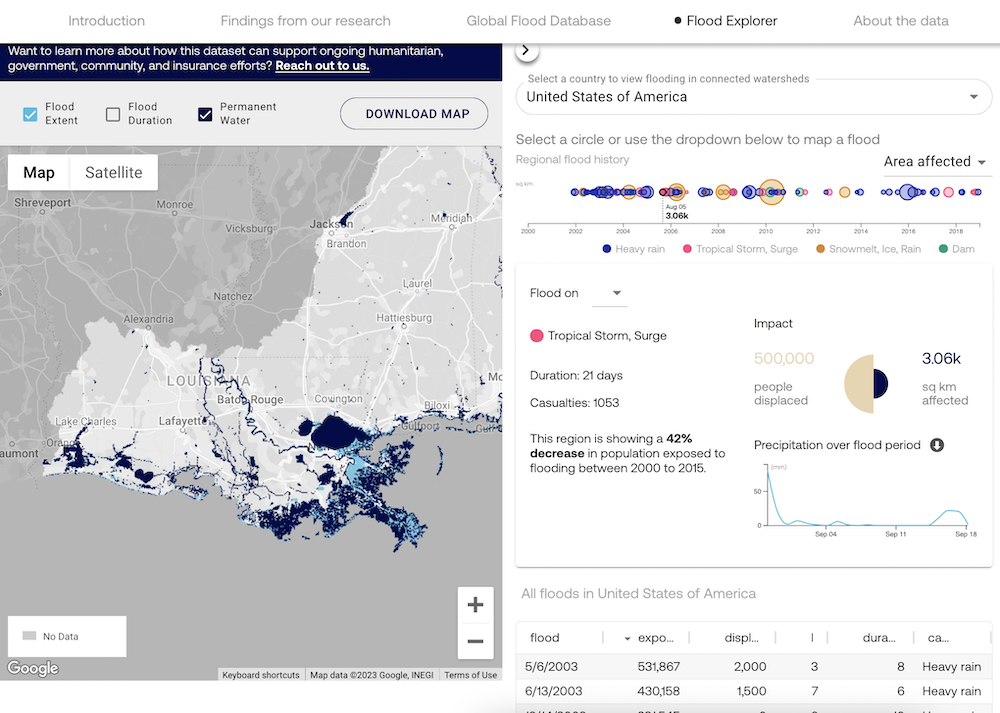 Introduction
Findings from our research
Global Flood Database
Flood Explorer
About the data
Want to learn more about how this dataset can support ongoing humanitarian,
government, community, and insurance efforts? Reach out to us.
Flood
Extent
Flood
Duration
Permanent
Water
DOWNLOAD MAP
Map
Satellite
Shreveport
Monroe
Vicksburg
Jackson
Brandon
Meridian
Natchez
Laurel
Hattiesburg
Alexandria
LOUISIANA
Baton Rouge
Covington
Biloxi
Gulfport
Gulf
Mo
Lake Charles
Lafayette
Orang
aumont
No Data
Google
Keyboard shortcuts
Map data ©2023 Google, INEGI
Terms of Use
Select a country to view flooding in connected watersheds
United States of America
Select a circle or use the dropdown below to map a flood
Regional flood history
Area affected
sq km
Aug 05
3.06k
2000 2002 2004 2006 2008 2010 2012 2014 2016 2018
Heavy rain
Tropical Storm, Surge
Snowmelt, Ice, Rain
Dam
Flood on
Tropical Storm, Surge
Duration: 21 days
Casualties: 1053
This region is showing a 42%
decrease in population exposed to
flooding between 2000 to 2015.
Impact
500,000
people
displaced
3.06k
sq km
affected
Precipitation over flood period
(mm)
50
0
Sep 04 Sep 11 Sep 18
All floods in United States of America
flood expo... displ... l dura... ca...
5/6/2003 531,867 2,000 3 8 Heavy rain
6/13/2003 430,158 1,500 7 6 Heavy rain